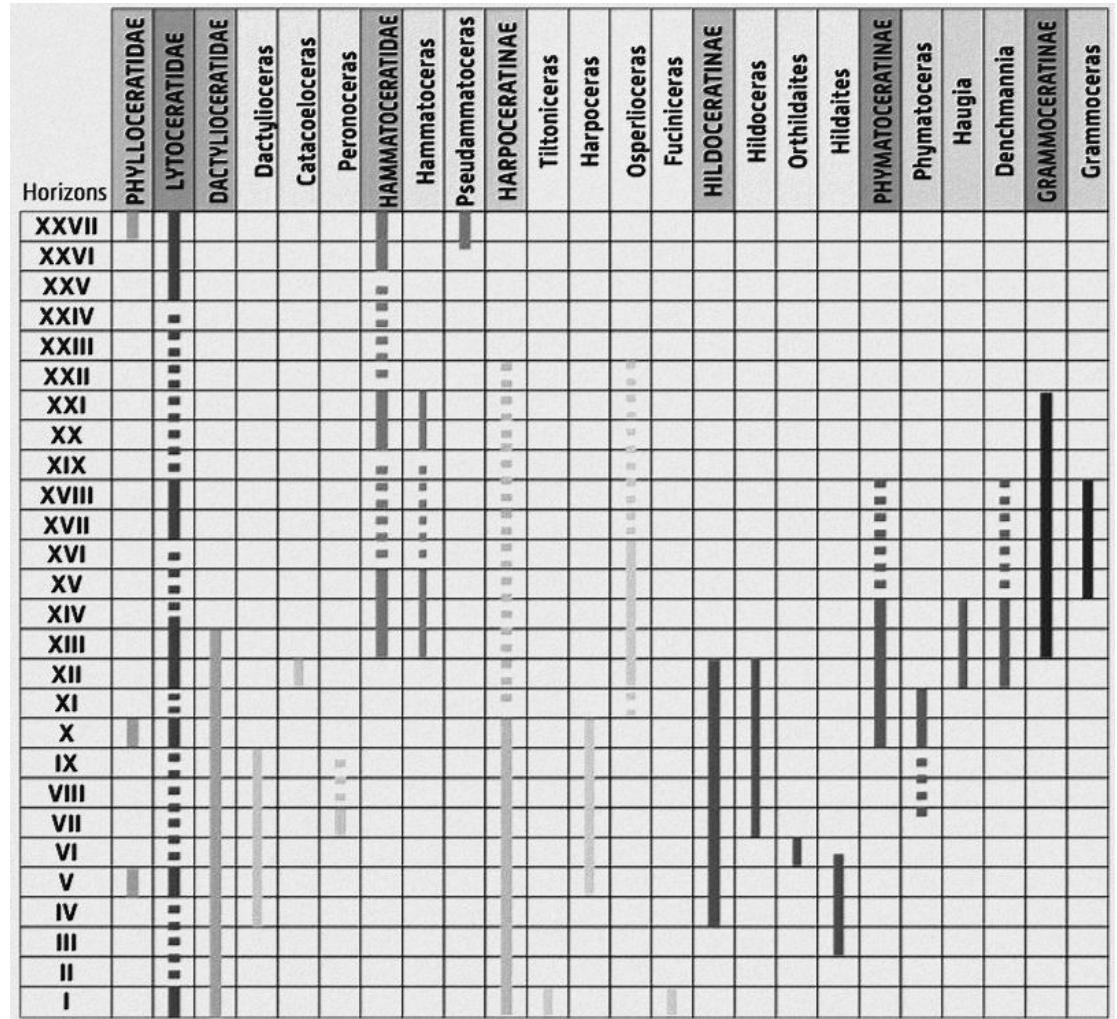 Horizons
PHYLLOCERATIDAE
LYTOCERATIDAE
DACTYLIOCERATIDAE
Dactylioceras
Catacoeloceras
Peronoceras
HAMMATOCERATIDAE
Hammatoceras
Pseudammatoceras
HARPOCERATINAE
Tiltoniceras
Harpoceras
Osperlioceras
Fuciniceras
HILDOCERATINAE
Hildoceras
Orthildaites
Hildaites
PHYMATOCERATINAE
Phymatoceras
Haugia
Denchmannia
GRAMMOCERATINAE
Grammoceras
XXVII
XXVI
XXV
XXIV
XXIII
XXII
XXI
XX
XIX
XVIII
XVII
XVI
XV
XIV
XIII
XII
XI
X
IX
VIII
VII
VI
V
IV
III
II
I